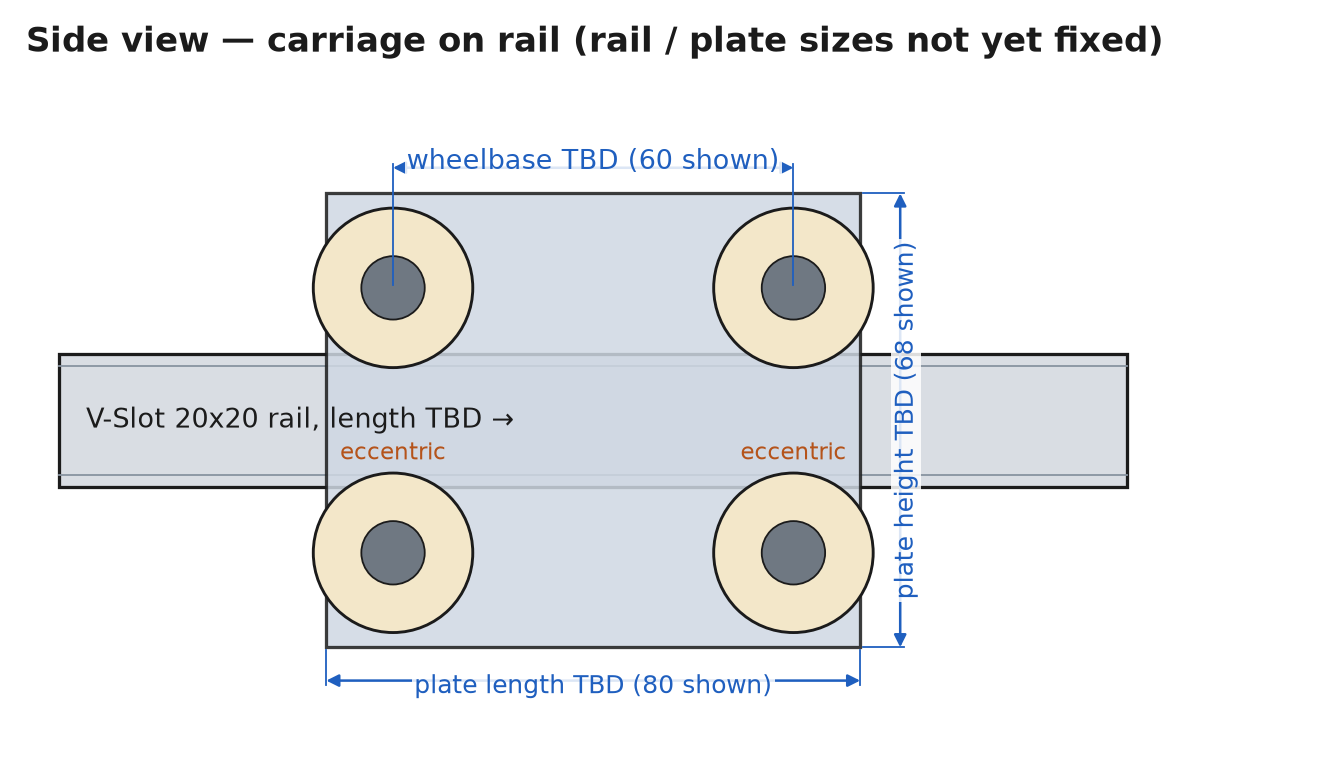 Side view — carriage on rail (rail / plate sizes not yet fixed)
wheelbase TBD (60 shown)
plate height TBD (68 shown)
V-Slot 20x20 rail, length TBD →
eccentric
eccentric
plate length TBD (80 shown)